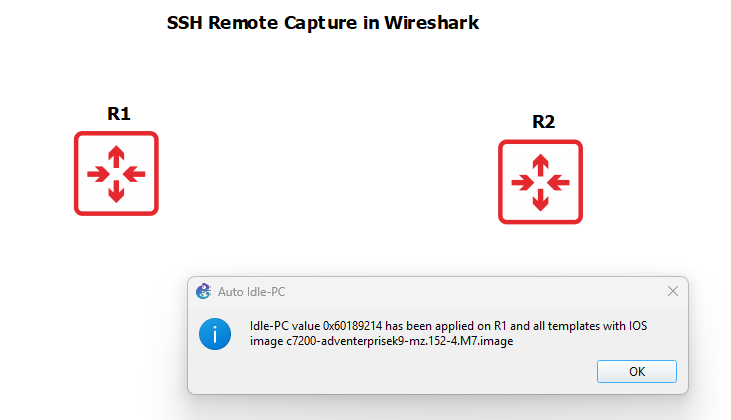 SSH Remote Capture in Wireshark
R1
R2
Auto Idle-PC
Idle-PC value 0x60189214 has been applied on R1 and all templates with IOS
image c7200-adventerprisek9-mz.152-4.M7.image
OK